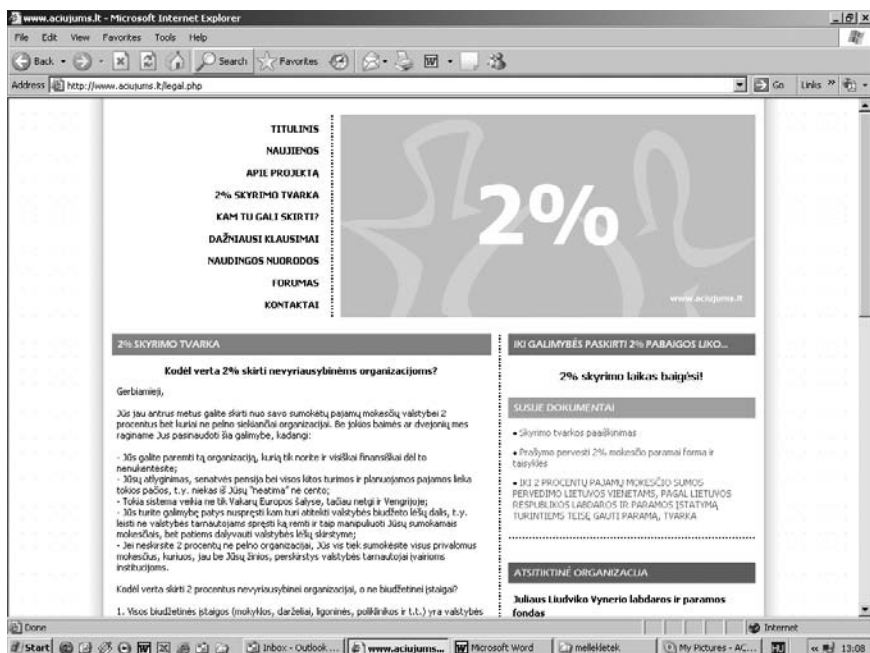 www.aciujums.lt - Microsoft Internet Explorer
File Edit View Favorites Tools Help
Back Search Favorites
Address http://www.aciujums.lt/legal.php Go Links »
TITULINIS
NAUJIENOS
APIE PROJEKTĄ
2% SKYRIMO TVARKA
KAM TU GALI SKIRTI?
DAŽNIAUSI KLAUSIMAI
NAUDINGOS NUORODOS
FORUMAS
KONTAKTAI
2%
www.aciujums.lt
2% SKYRIMO TVARKA
Kodėl verta 2% skirti nevyriausybinėms organizacijoms?
Gerbiamieji,
Jūs jau antrus metus galite skirti nuo savo sumokėtų pajamų mokesčių valstybei 2
procentus bet kuriai ne pelno siekiančiai organizacijai. Be jokios baimės ar dvejonių mes
raginame Jus pasinaudoti šia galimybe, kadangi:
- Jūs galite paremti tą organizaciją, kurią tik norite ir visiškai finansiškai dėl to
nenukentėsite;
- Jūsų atlyginimas, senatvės pensija bei visos kitos turimos ir planuojamos pajamos lieka
tokios pačios, t.y. niekas iš Jūsų "neatima" nė cento;
- Tokia sistema veikia ne tik Vakarų Europos šalyse, tačiau netgi ir Vengrijoje;
- Jūs turite galimybę patys nuspręsti kam turi atitekti valstybės biudžeto lėšų dalis, t.y.
leisti ne valstybės tarnautojams spręsti ką remti ir taip manipuliuoti Jūsų sumokamais
mokesčiais, bet patiems dalyvauti valstybės lėšų skirstyme;
- Jei neskirsite 2 procentų ne pelno organizacijai, Jūs vis tiek sumokėsite visus privalomus
mokesčius, kuriuos, jau be Jūsų žinios, perskirstys valstybės tarnautojai įvairioms
institucijoms.
Kodėl verta skirti 2 procentus nevyriausybinei organizacijai, o ne biudžetinei įstaigai?
1. Visos biudžetinės įstaigos (mokyklos, darželiai, ligoninės, poliklinikos ir t.t.) yra valstybės
IKI GALIMYBĖS PASKIRTI 2% PABAIGOS LIKO...
2% skyrimo laikas baigėsi!
SUSIJĘ DOKUMENTAI
• Skyrimo tvarkos paaiškinimas
• Prašymo pervesti 2% mokesčio paramai forma ir
taisyklės
• IKI 2 PROCENTŲ PAJAMŲ MOKESČIO SUMOS
PERVEDIMO LIETUVOS VIENETAMS, PAGAL LIETUVOS
RESPUBLIKOS LABDAROS IR PARAMOS ĮSTATYMĄ
TURINTIEMS TEISĘ GAUTI PARAMĄ, TVARKA
ATSITIKTINĖ ORGANIZACIJA
Juliaus Liudviko Vynerio labdaros ir paramos
fondas
Done Internet
Start Inbox - Outlook ... www.aciujums... Microsoft Word mellekletek My Pictures - AC... HU « 13:08